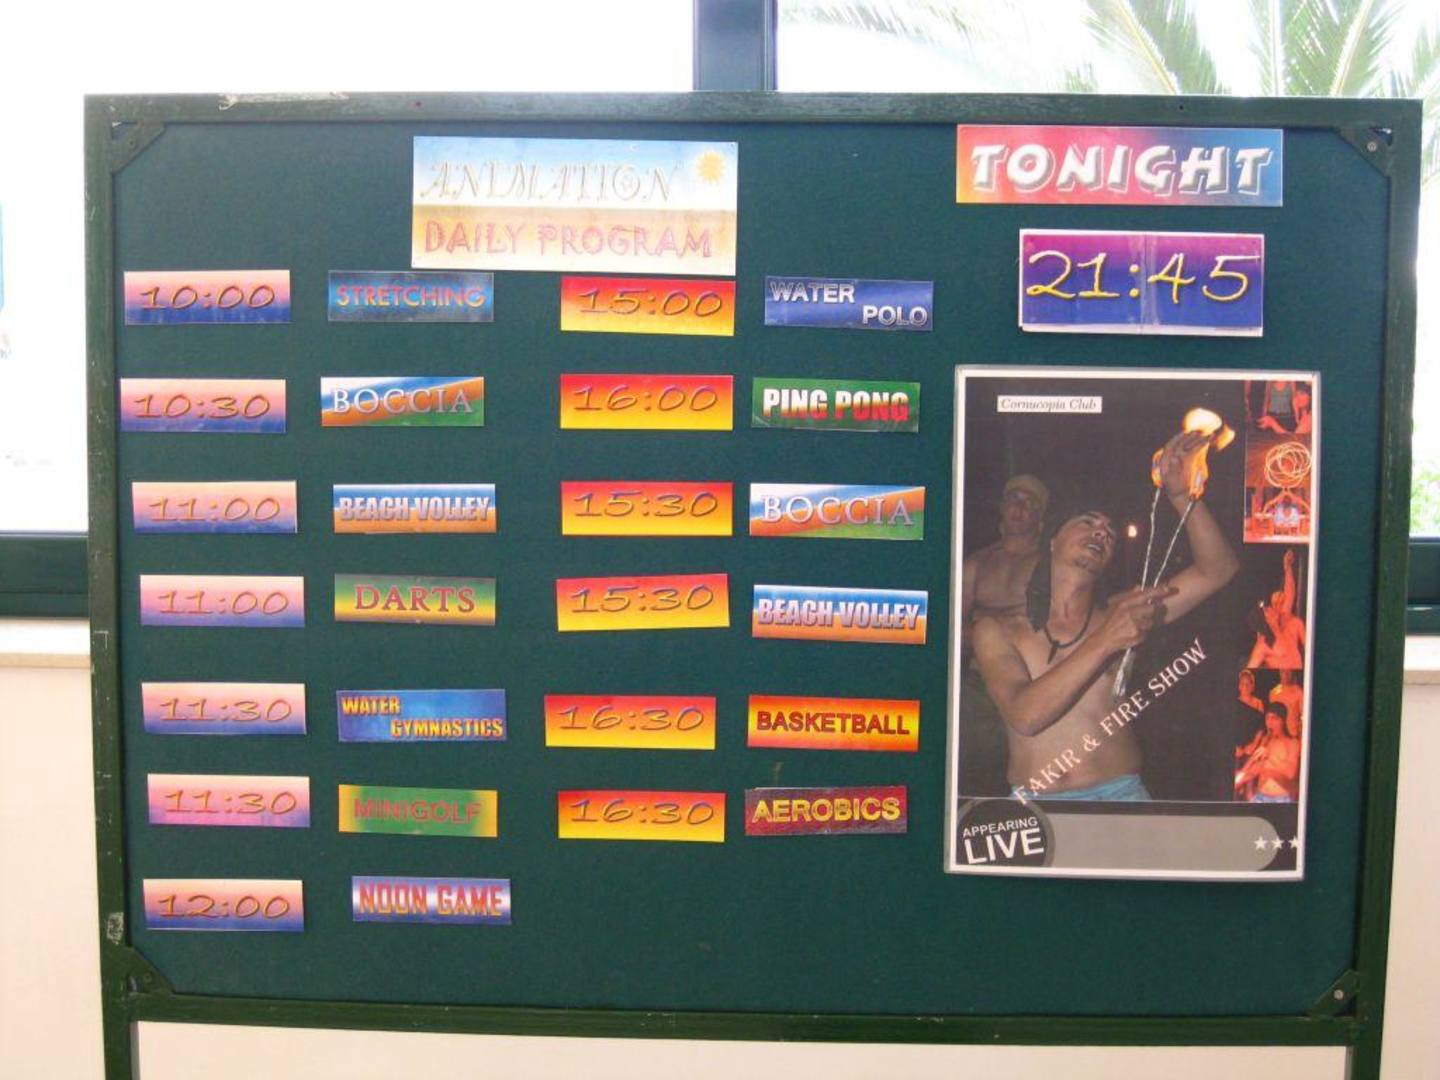 ANIMATION
DAILY PROGRAM
10:00 STRETCHING
10:30 BOCCIA
11:00 BEACH VOLLEY
11:00 DARTS
11:30 WATER
GYMNASTICS
11:30 MINIGOLF
12:00 NOON GAME
15:00 WATER
POLO
16:00 PING PONG
15:30 BOCCIA
15:30 BEACH VOLLEY
16:30 BASKETBALL
16:30 AEROBICS
TONIGHT
21:45
Cornucopia Club
FAKIR & FIRE SHOW
APPEARING
LIVE